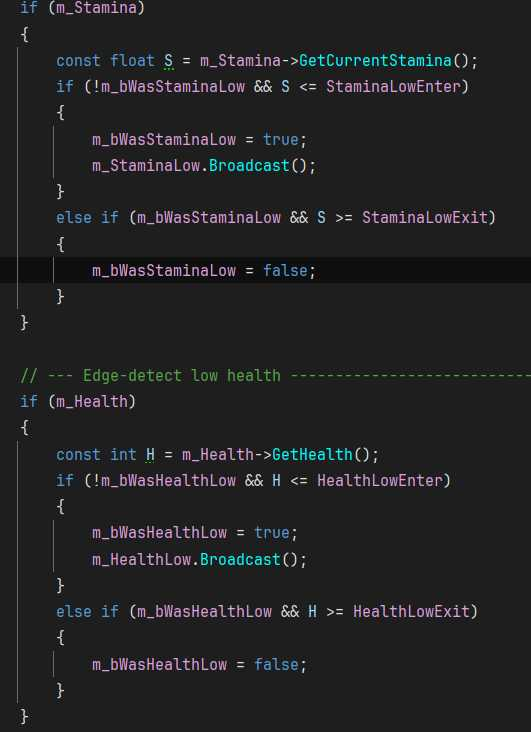 if (m_Stamina)
{
const float S = m_Stamina->GetCurrentStamina();
if (!m_bWasStaminaLow && S <= StaminaLowEnter)
{
m_bWasStaminaLow = true;
m_StaminaLow.Broadcast();
}
else if (m_bWasStaminaLow && S >= StaminaLowExit)
{
m_bWasStaminaLow = false;
}
}
// --- Edge-detect low health ---------------------------
if (m_Health)
{
const int H = m_Health->GetHealth();
if (!m_bWasHealthLow && H <= HealthLowEnter)
{
m_bWasHealthLow = true;
m_HealthLow.Broadcast();
}
else if (m_bWasHealthLow && H >= HealthLowExit)
{
m_bWasHealthLow = false;
}
}